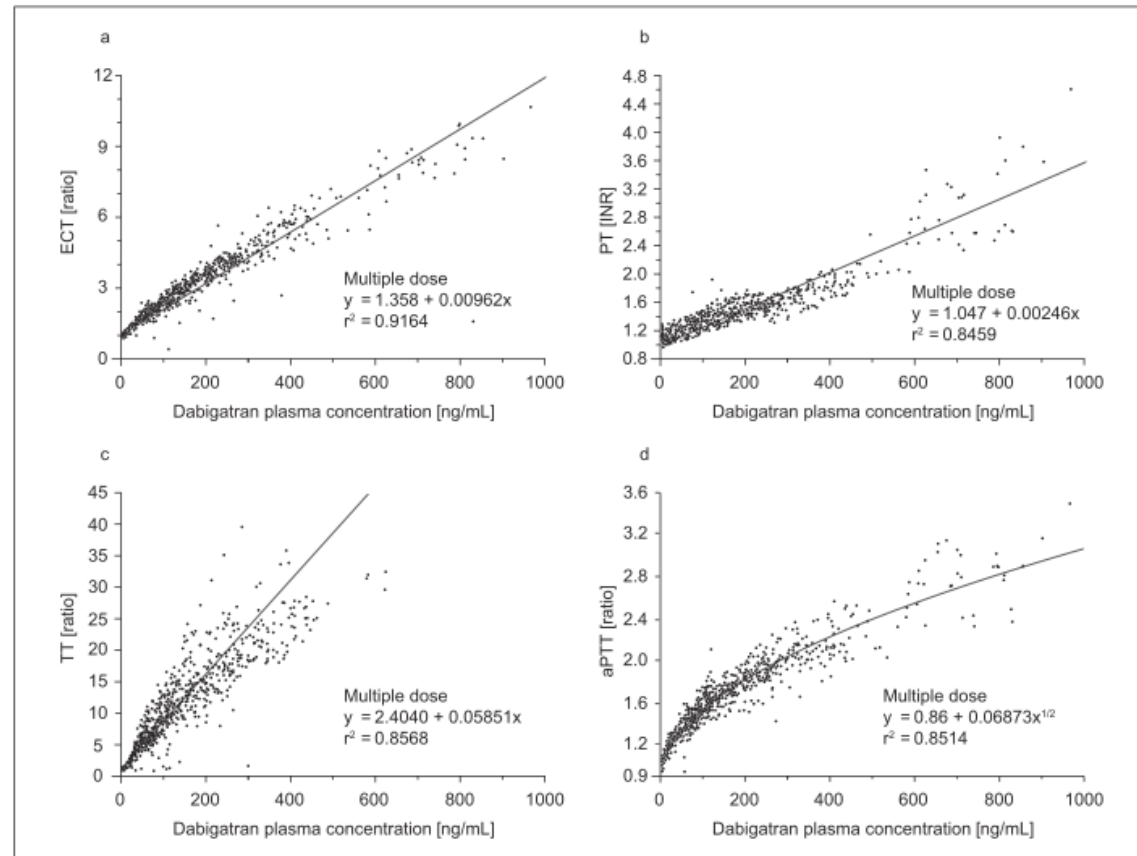 a
12
9
6
3
0
ECT [ratio]
Multiple dose
y = 1.358 + 0.00962x
r² = 0.9164
0 200 400 600 800 1000
Dabigatran plasma concentration [ng/mL]
b
4.8
4.4
4.0
3.6
3.2
2.8
2.4
2.0
1.6
1.2
0.8
PT [INR]
Multiple dose
y = 1.047 + 0.00246x
r² = 0.8459
0 200 400 600 800 1000
Dabigatran plasma concentration [ng/mL]
c
45
40
35
30
25
20
15
10
5
0
TT [ratio]
Multiple dose
y = 2.4040 + 0.05851x
r² = 0.8568
0 200 400 600 800 1000
Dabigatran plasma concentration [ng/mL]
d
3.6
3.2
2.8
2.4
2.0
1.6
1.2
0.9
aPTT [ratio]
Multiple dose
y = 0.86 + 0.06873x¹/²
r² = 0.8514
0 200 400 600 800 1000
Dabigatran plasma concentration [ng/mL]